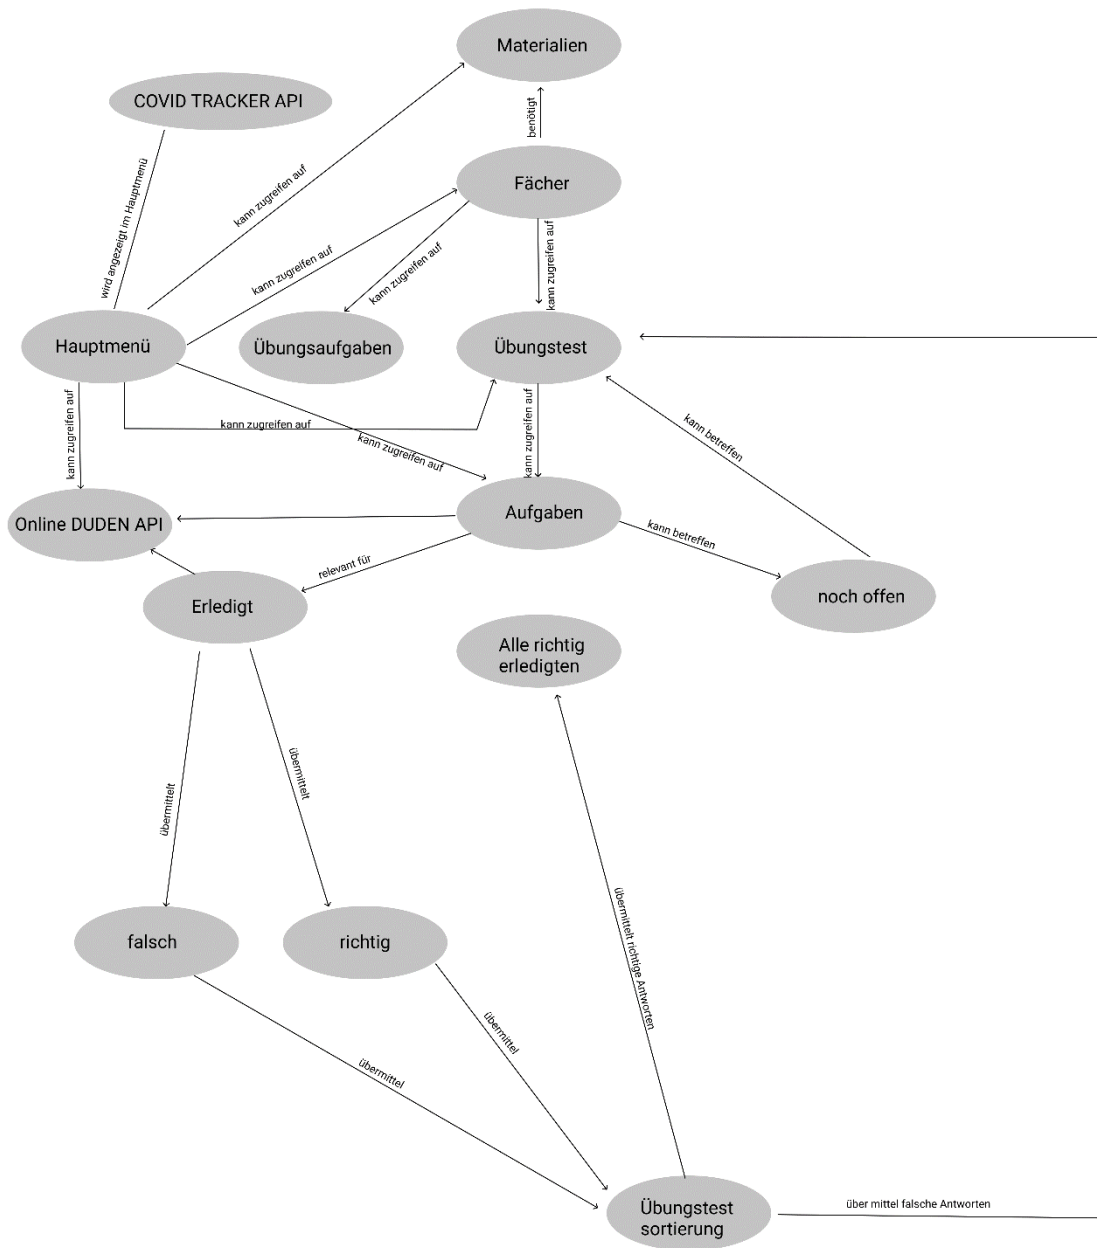 Materialien
COVID TRACKER API
benötigt
wird angezeigt im Hauptmenü
kann zugreifen auf
Fächer
kann zugreifen auf
kann zugreifen auf
kann zugreifen auf
Hauptmenü
Übungsaufgaben
Übungstest
kann zugreifen auf
kann zugreifen auf
kann zugreifen auf
kann zugreifen auf
kann betreffen
Online DUDEN API
Aufgaben
kann betreffen
relevant für
noch offen
Erledigt
Alle richtig
erledigten
übermittelt
übermittelt
übermittelt richtige Antworten
falsch
richtig
übermittel
übermittel
Übungstest
sortierung
über mittel falsche Antworten